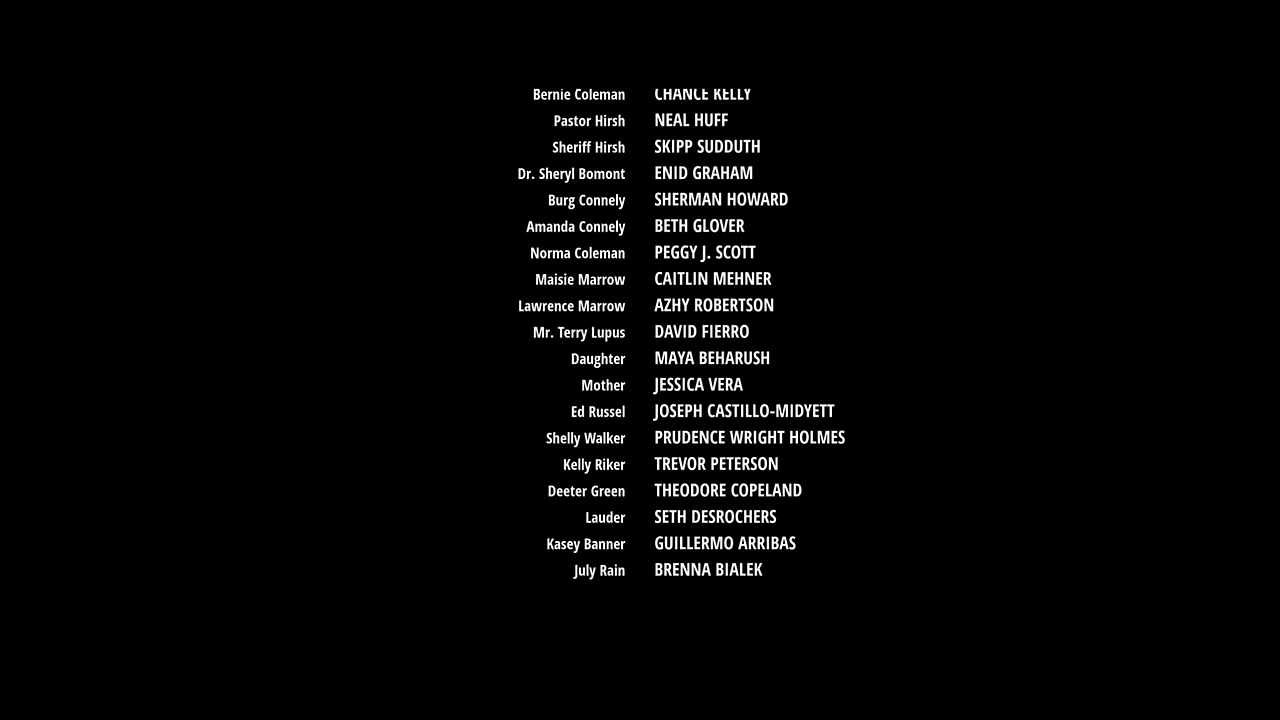 Bernie Coleman CHANCE KELLY
Pastor Hirsh NEAL HUFF
Sheriff Hirsh SKIPP SUDDUTH
Dr. Sheryl Bomont ENID GRAHAM
Burg Connely SHERMAN HOWARD
Amanda Connely BETH GLOVER
Norma Coleman PEGGY J. SCOTT
Maisie Marrow CAITLIN MEHNER
Lawrence Marrow AZHY ROBERTSON
Mr. Terry Lupus DAVID FIERRO
Daughter MAYA BEHARUSH
Mother JESSICA VERA
Ed Russel JOSEPH CASTILLO-MIDYETT
Shelly Walker PRUDENCE WRIGHT HOLMES
Kelly Riker TREVOR PETERSON
Deeter Green THEODORE COPELAND
Lauder SETH DESROCHERS
Kasey Banner GUILLERMO ARRIBAS
July Rain BRENNA BIALEK